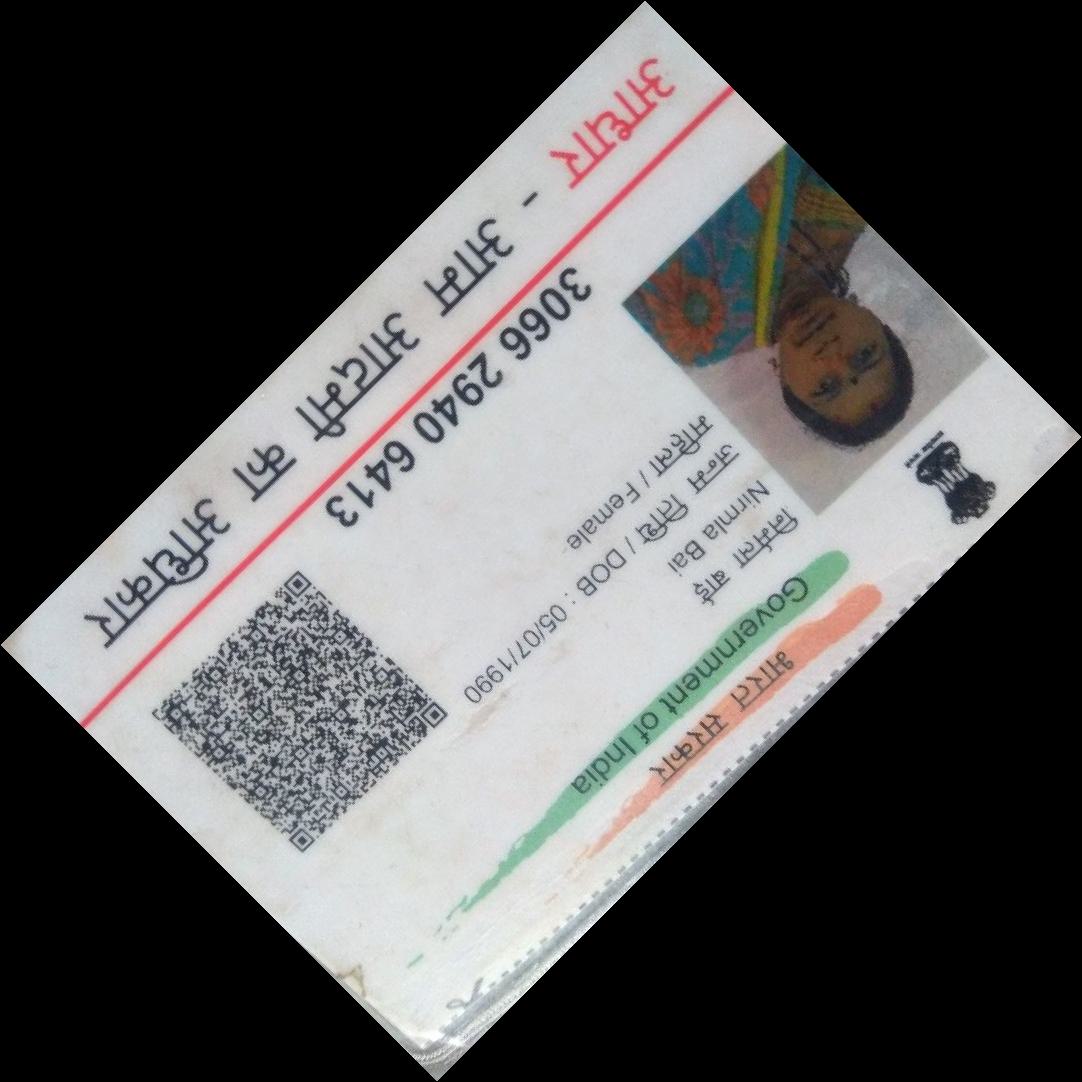 भारत सरकार
Government of India
निर्मला बाई
Nirmla Bai
जन्म तिथि / DOB : 05/07/1990
महिला / Female
3066 2940 6413
आधार - आम आदमी का अधिकार